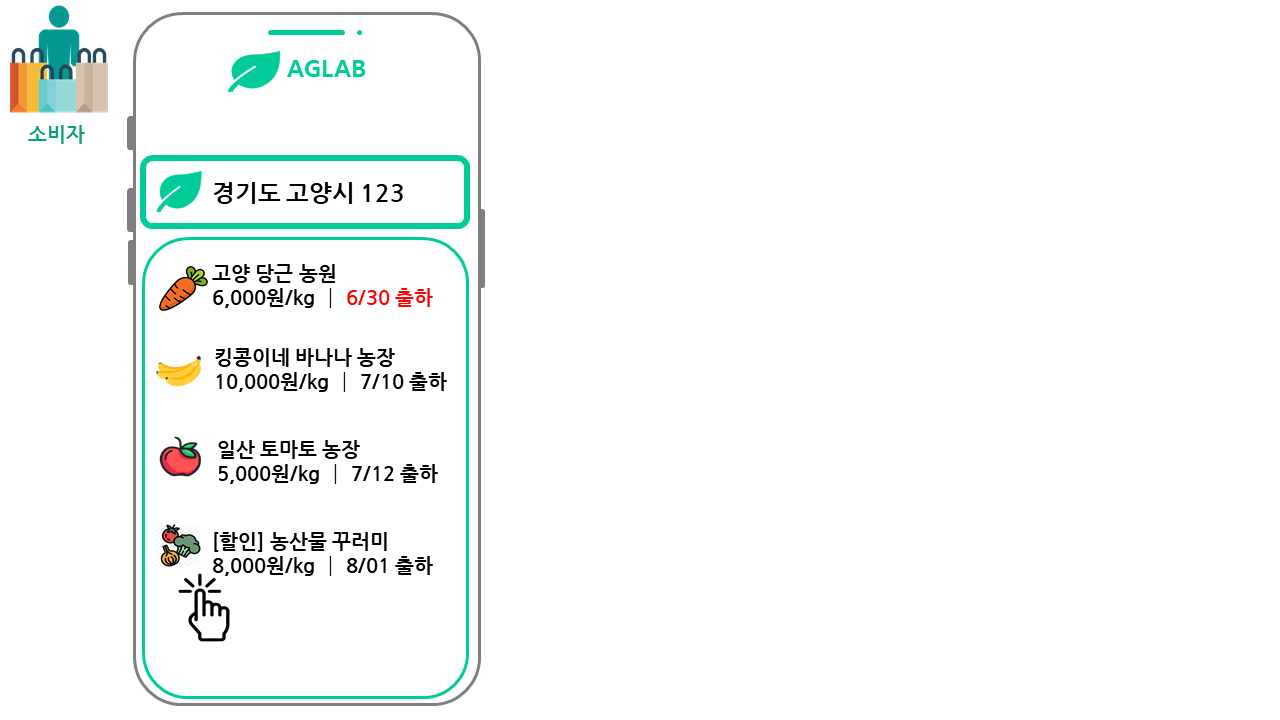 AGLAB
소비자
경기도 고양시 123
고양 당근 농원
6,000원/kg │ 6/30 출하
킹콩이네 바나나 농장
10,000원/kg │ 7/10 출하
일산 토마토 농장
5,000원/kg │ 7/12 출하
[할인] 농산물 꾸러미
8,000원/kg │ 8/01 출하